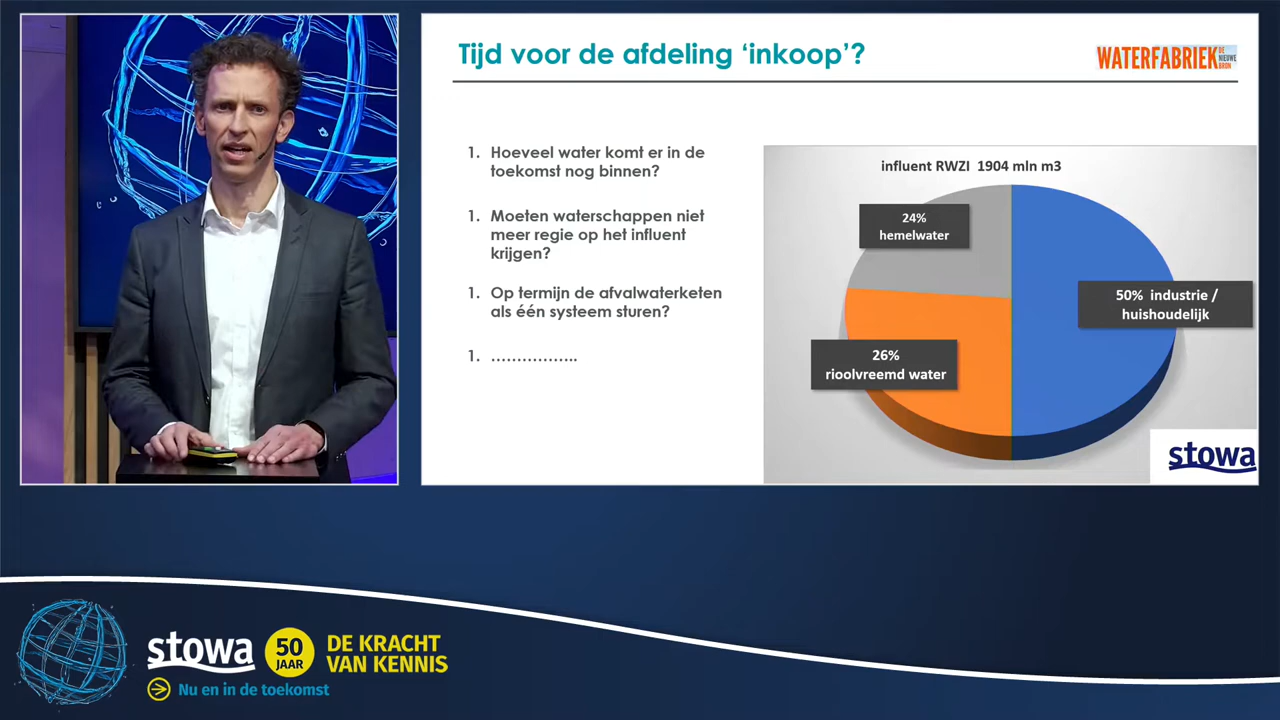 Tijd voor de afdeling ‘inkoop’?
WATERFABRIEK
DE
NIEUWE
BRON
1. Hoeveel water komt er in de
toekomst nog binnen?
1. Moeten waterschappen niet
meer regie op het influent
krijgen?
1. Op termijn de afvalwaterketen
als één systeem sturen?
1. ……………..
influent RWZI 1904 mln m3
24%
hemelwater
50% industrie /
huishoudelijk
26%
rioolvreemd water
stowa
stowa
50
JAAR
DE KRACHT
VAN KENNIS
Nu en in de toekomst